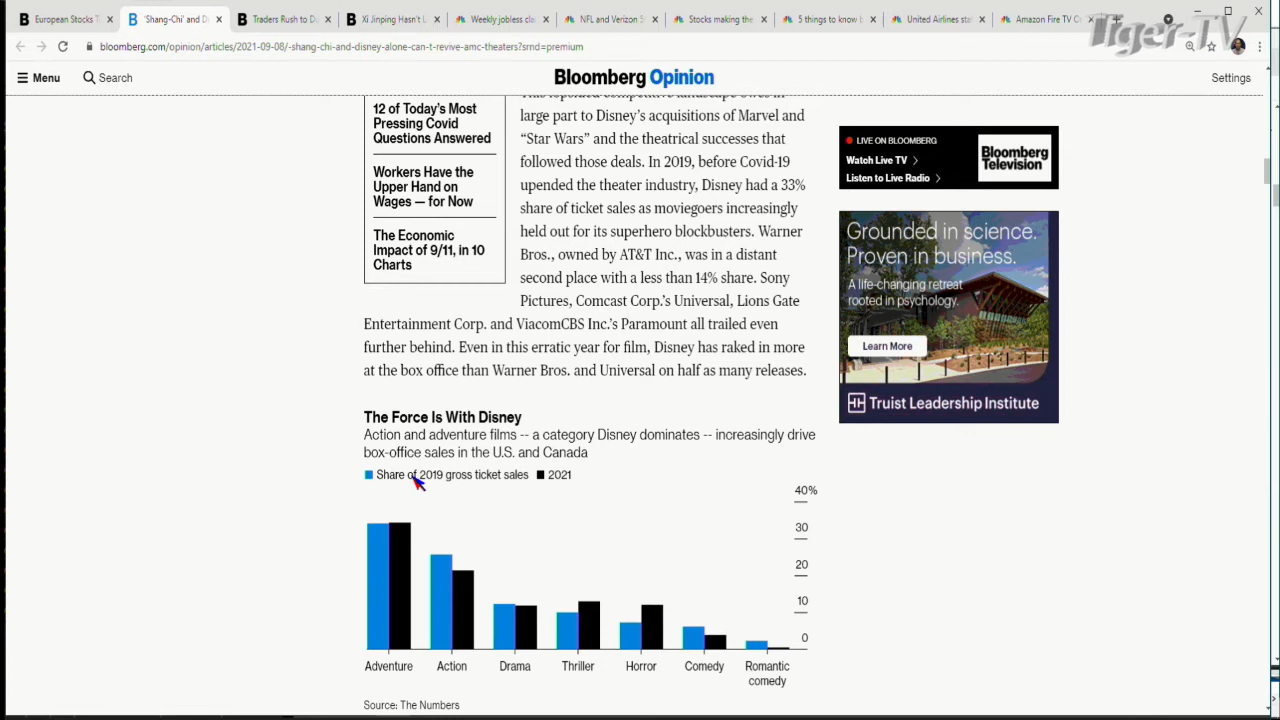 European Stocks T
'Shang-Chi' and D
Traders Rush to D
Xi Jinping Hasn't L
Weekly jobless cla
NFL and Verizon S
Stocks making the
5 things to know b
United Airlines sta
Amazon Fire TV C
Tiger-TV
bloomberg.com/opinion/articles/2021-09-08/-shang-chi-and-disney-alone-can-t-revive-amc-theaters?srnd=premium
Menu
Search
Bloomberg Opinion
Settings
12 of Today's Most
Pressing Covid
Questions Answered
Workers Have the
Upper Hand on
Wages — for Now
The Economic
Impact of 9/11, in 10
Charts
large part to Disney's acquisitions of Marvel and
“Star Wars” and the theatrical successes that
followed those deals. In 2019, before Covid-19
upended the theater industry, Disney had a 33%
share of ticket sales as moviegoers increasingly
held out for its superhero blockbusters. Warner
Bros., owned by AT&T Inc., was in a distant
second place with a less than 14% share. Sony
Pictures, Comcast Corp.'s Universal, Lions Gate
Entertainment Corp. and ViacomCBS Inc.'s Paramount all trailed even
further behind. Even in this erratic year for film, Disney has raked in more
at the box office than Warner Bros. and Universal on half as many releases.
LIVE ON BLOOMBERG
Watch Live TV
Listen to Live Radio
Bloomberg
Television
Grounded in science.
Proven in business.
A life-changing retreat
rooted in psychology.
Learn More
Truist Leadership Institute
The Force Is With Disney
Action and adventure films -- a category Disney dominates -- increasingly drive
box-office sales in the U.S. and Canada
Share of 2019 gross ticket sales 2021
40%
30
20
10
0
Adventure
Action
Drama
Thriller
Horror
Comedy
Romantic
comedy
Source: The Numbers